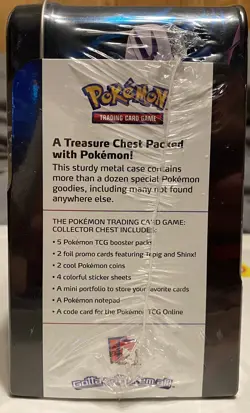 Pokémon
TRADING CARD GAME
A Treasure Chest Packed
with Pokémon!
This sturdy metal case contains
more than a dozen special Pokémon
goodies, including many not found
anywhere else.
THE POKÉMON TRADING CARD GAME:
COLLECTOR CHEST INCLUDES:
• 5 Pokémon TCG booster packs
• 2 foil promo cards featuring Tepig and Shinx!
• 2 cool Pokémon coins
• 4 colorful sticker sheets
• A mini portfolio to store your favorite cards
• A Pokémon notepad
• A code card for the Pokémon TCG Online